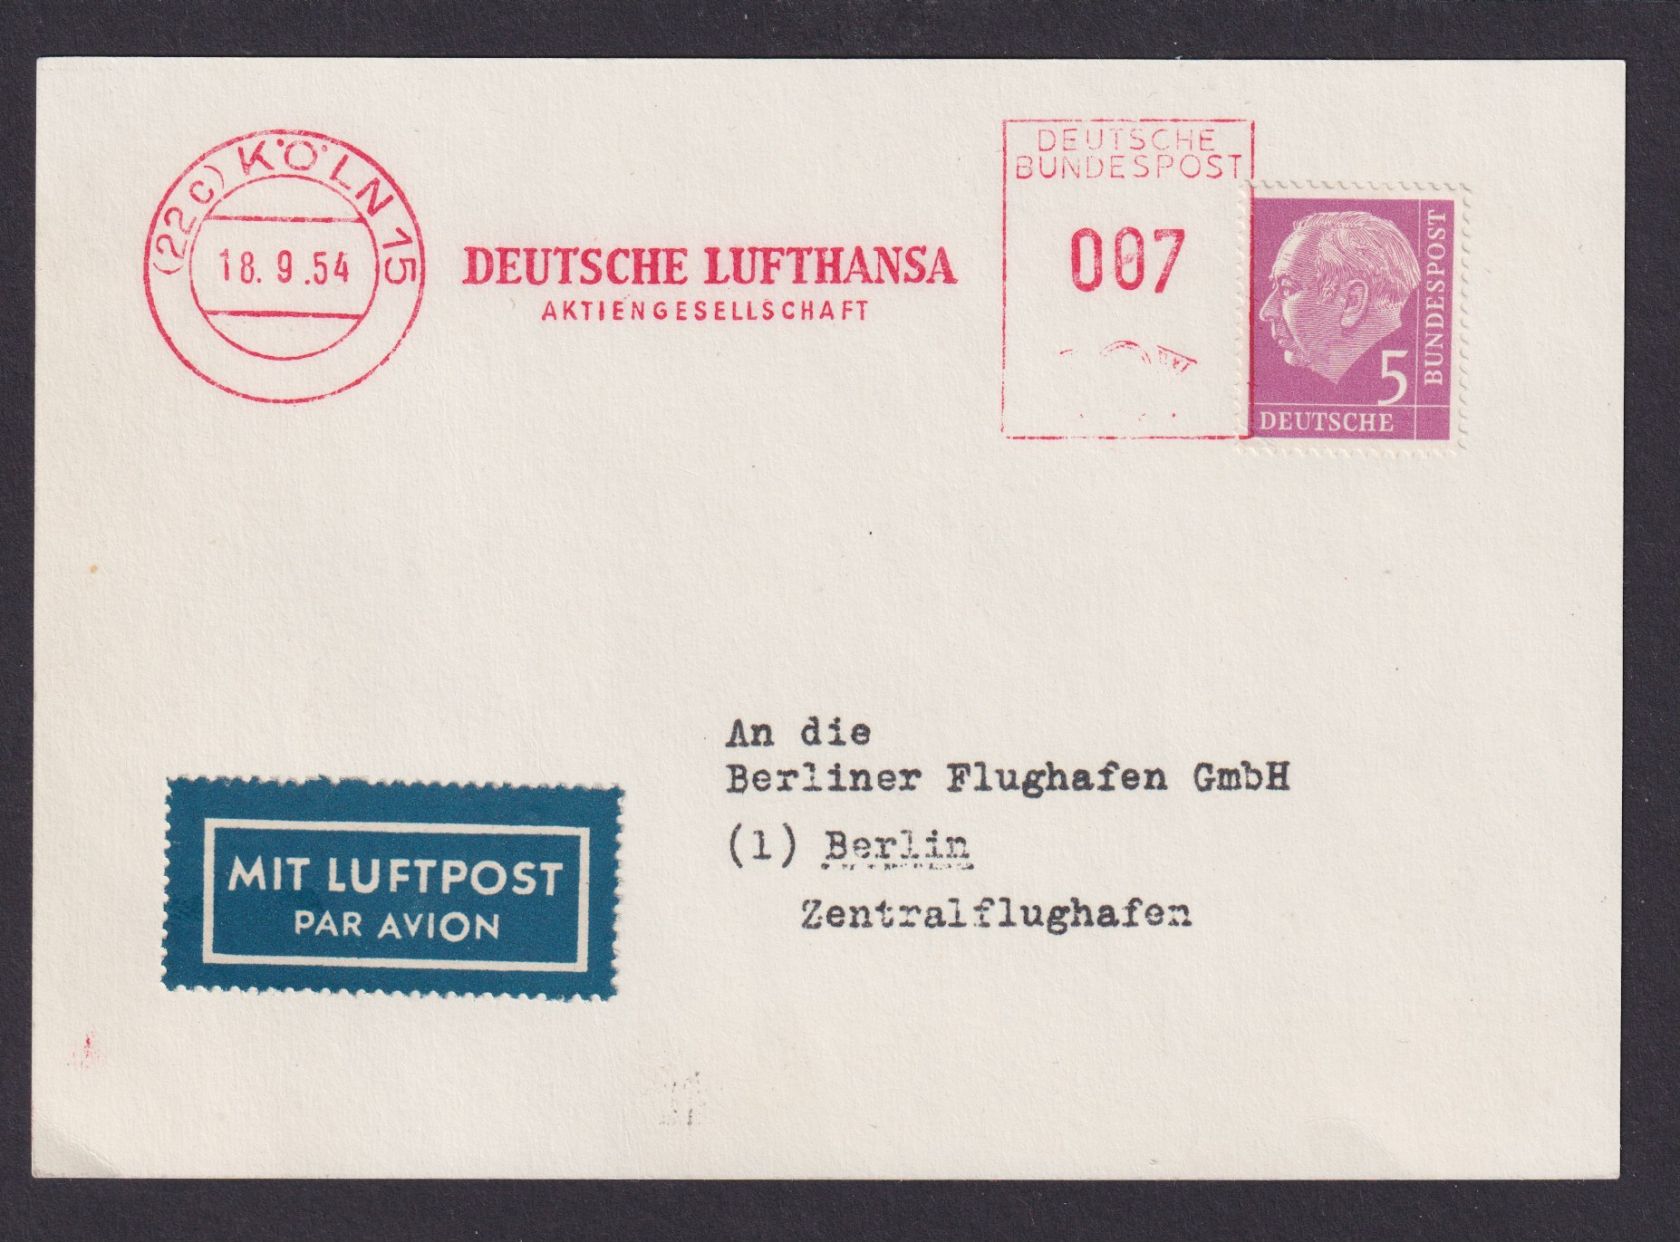 (22c) KÖLN 15
18.9.54
DEUTSCHE LUFTHANSA
AKTIENGESELLSCHAFT
DEUTSCHE
BUNDESPOST
007
5
DEUTSCHE
BUNDESPOST
An die
Berliner Flughafen GmbH
(1) Berlin
Zentralflughafen
MIT LUFTPOST
PAR AVION